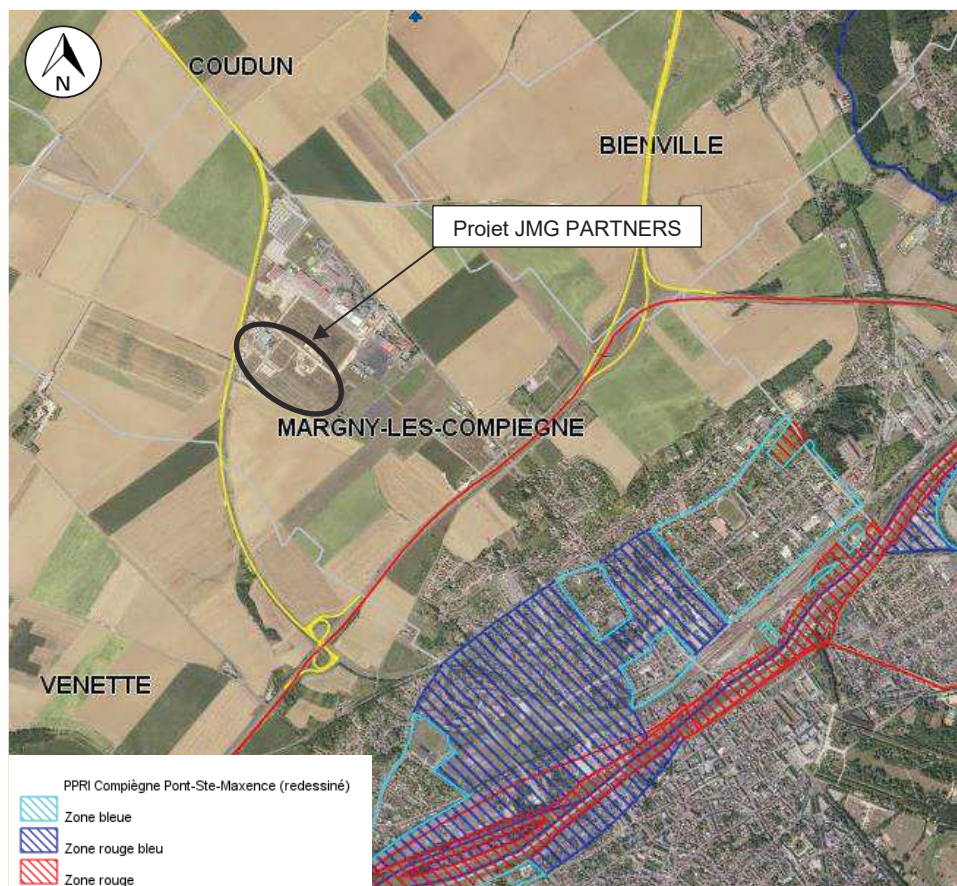 N
COUDUN
BIENVILLE
Projet JMG PARTNERS
MARGNY-LES-COMPIEGNE
VENETTE
PPRI Compiègne Pont-Ste-Maxence (redessiné)
Zone bleue
Zone rouge bleu
Zone rouge